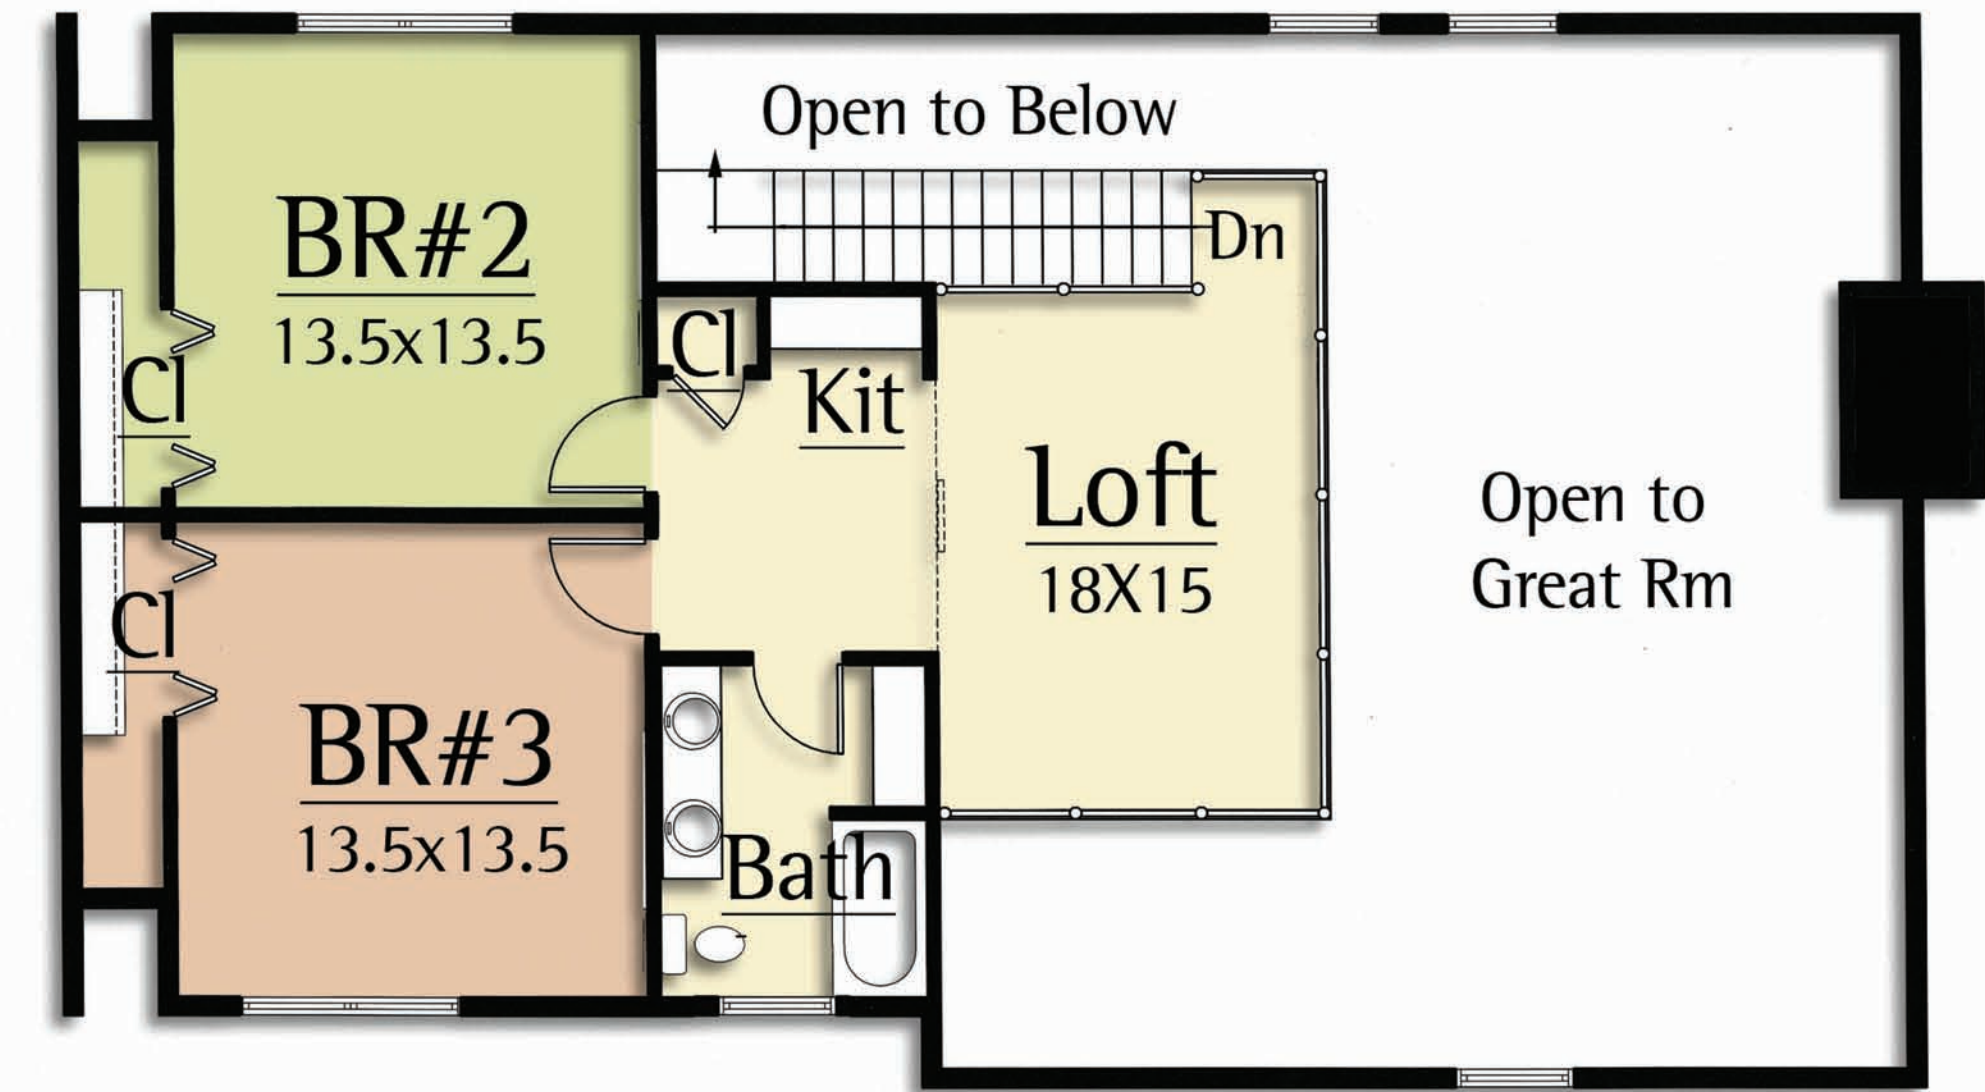 Open to Below
BR#2
13.5x13.5
Dn
Cl
Cl
Kit
Loft
18X15
Open to
Great Rm
Cl
BR#3
13.5x13.5
Bath